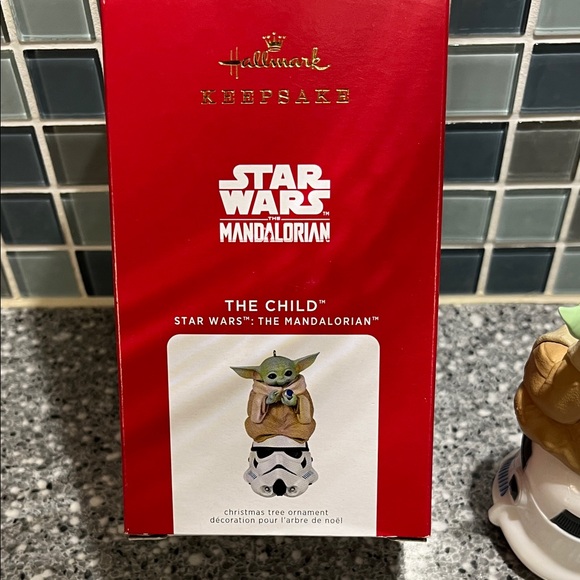 Hallmark
KEEPSAKE
STAR
WARS™
THE
MANDALORIAN
THE CHILD™
STAR WARS™: THE MANDALORIAN™
christmas tree ornament
décoration pour l'arbre de noël